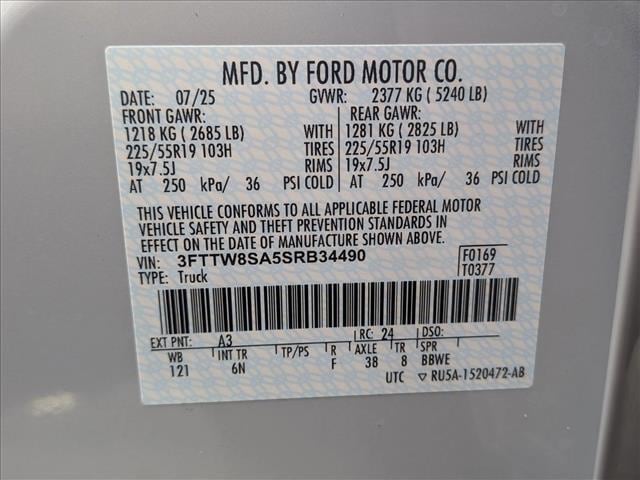 MFD. BY FORD MOTOR CO.
DATE: 07/25 GVWR: 2377 KG ( 5240 LB)
FRONT GAWR: REAR GAWR:
1218 KG ( 2685 LB) WITH 1281 KG ( 2825 LB) WITH
225/55R19 103H TIRES 225/55R19 103H TIRES
19x7.5J RIMS 19x7.5J RIMS
AT 250 kPa/ 36 PSI COLD AT 250 kPa/ 36 PSI COLD
THIS VEHICLE CONFORMS TO ALL APPLICABLE FEDERAL MOTOR
VEHICLE SAFETY AND THEFT PREVENTION STANDARDS IN
EFFECT ON THE DATE OF MANUFACTURE SHOWN ABOVE.
VIN: 3FTTW8SA5SRB34490 F0169
TYPE: Truck T0377
EXT PNT: A3 RC: 24 DSO:
WB INT TR TP/PS R AXLE TR SPR
121 6N F 38 8 BBWE
UTC ▽ RU5A-1520472-AB